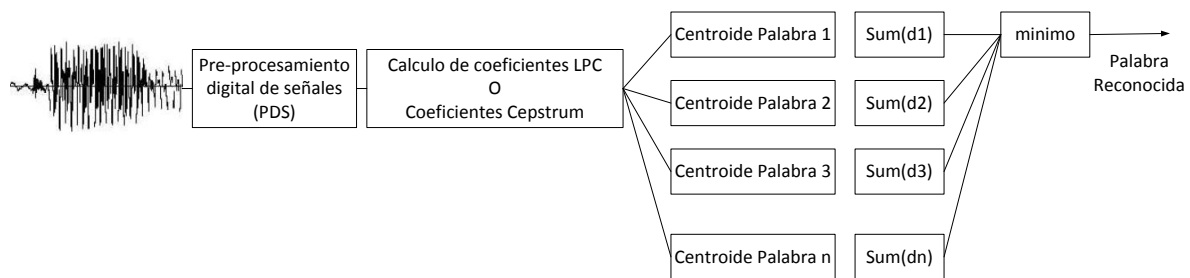 Pre-procesamiento
digital de señales
(PDS)
Calculo de coeficientes LPC
O
Coeficientes Cepstrum
Centroide Palabra 1
Sum(d1)
Centroide Palabra 2
Sum(d2)
Centroide Palabra 3
Sum(d3)
Centroide Palabra n
Sum(dn)
minimo
Palabra
Reconocida